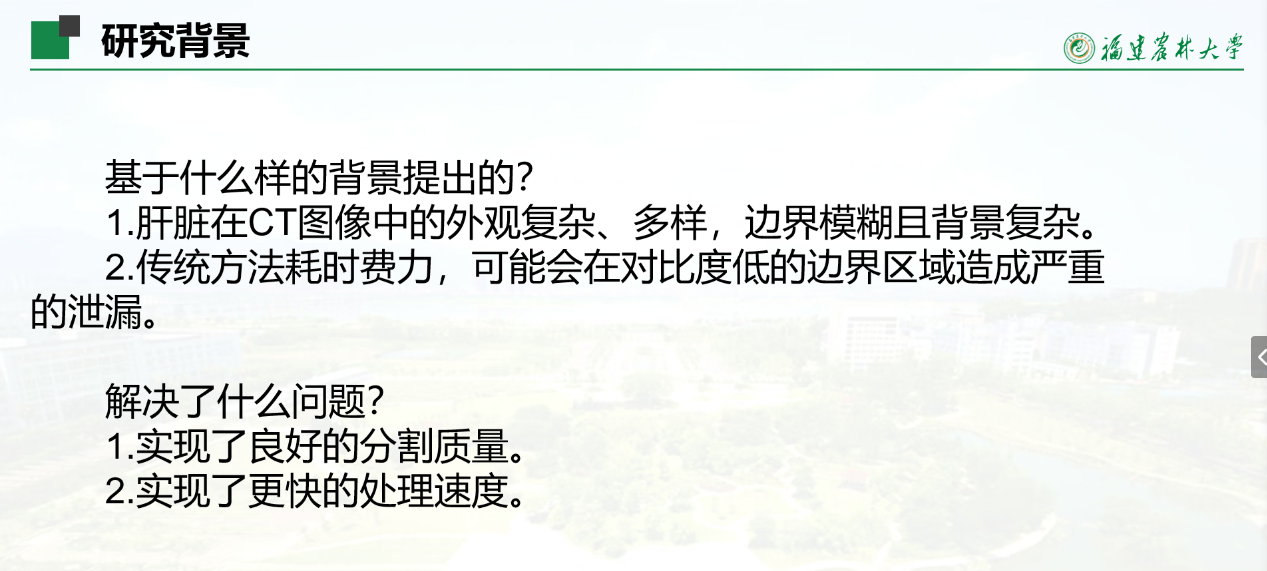 研究背景
福建农林大学
基于什么样的背景提出的？
1.肝脏在CT图像中的外观复杂、多样，边界模糊且背景复杂。
2.传统方法耗时费力，可能会在对比度低的边界区域造成严重
的泄漏。
解决了什么问题？
1.实现了良好的分割质量。
2.实现了更快的处理速度。